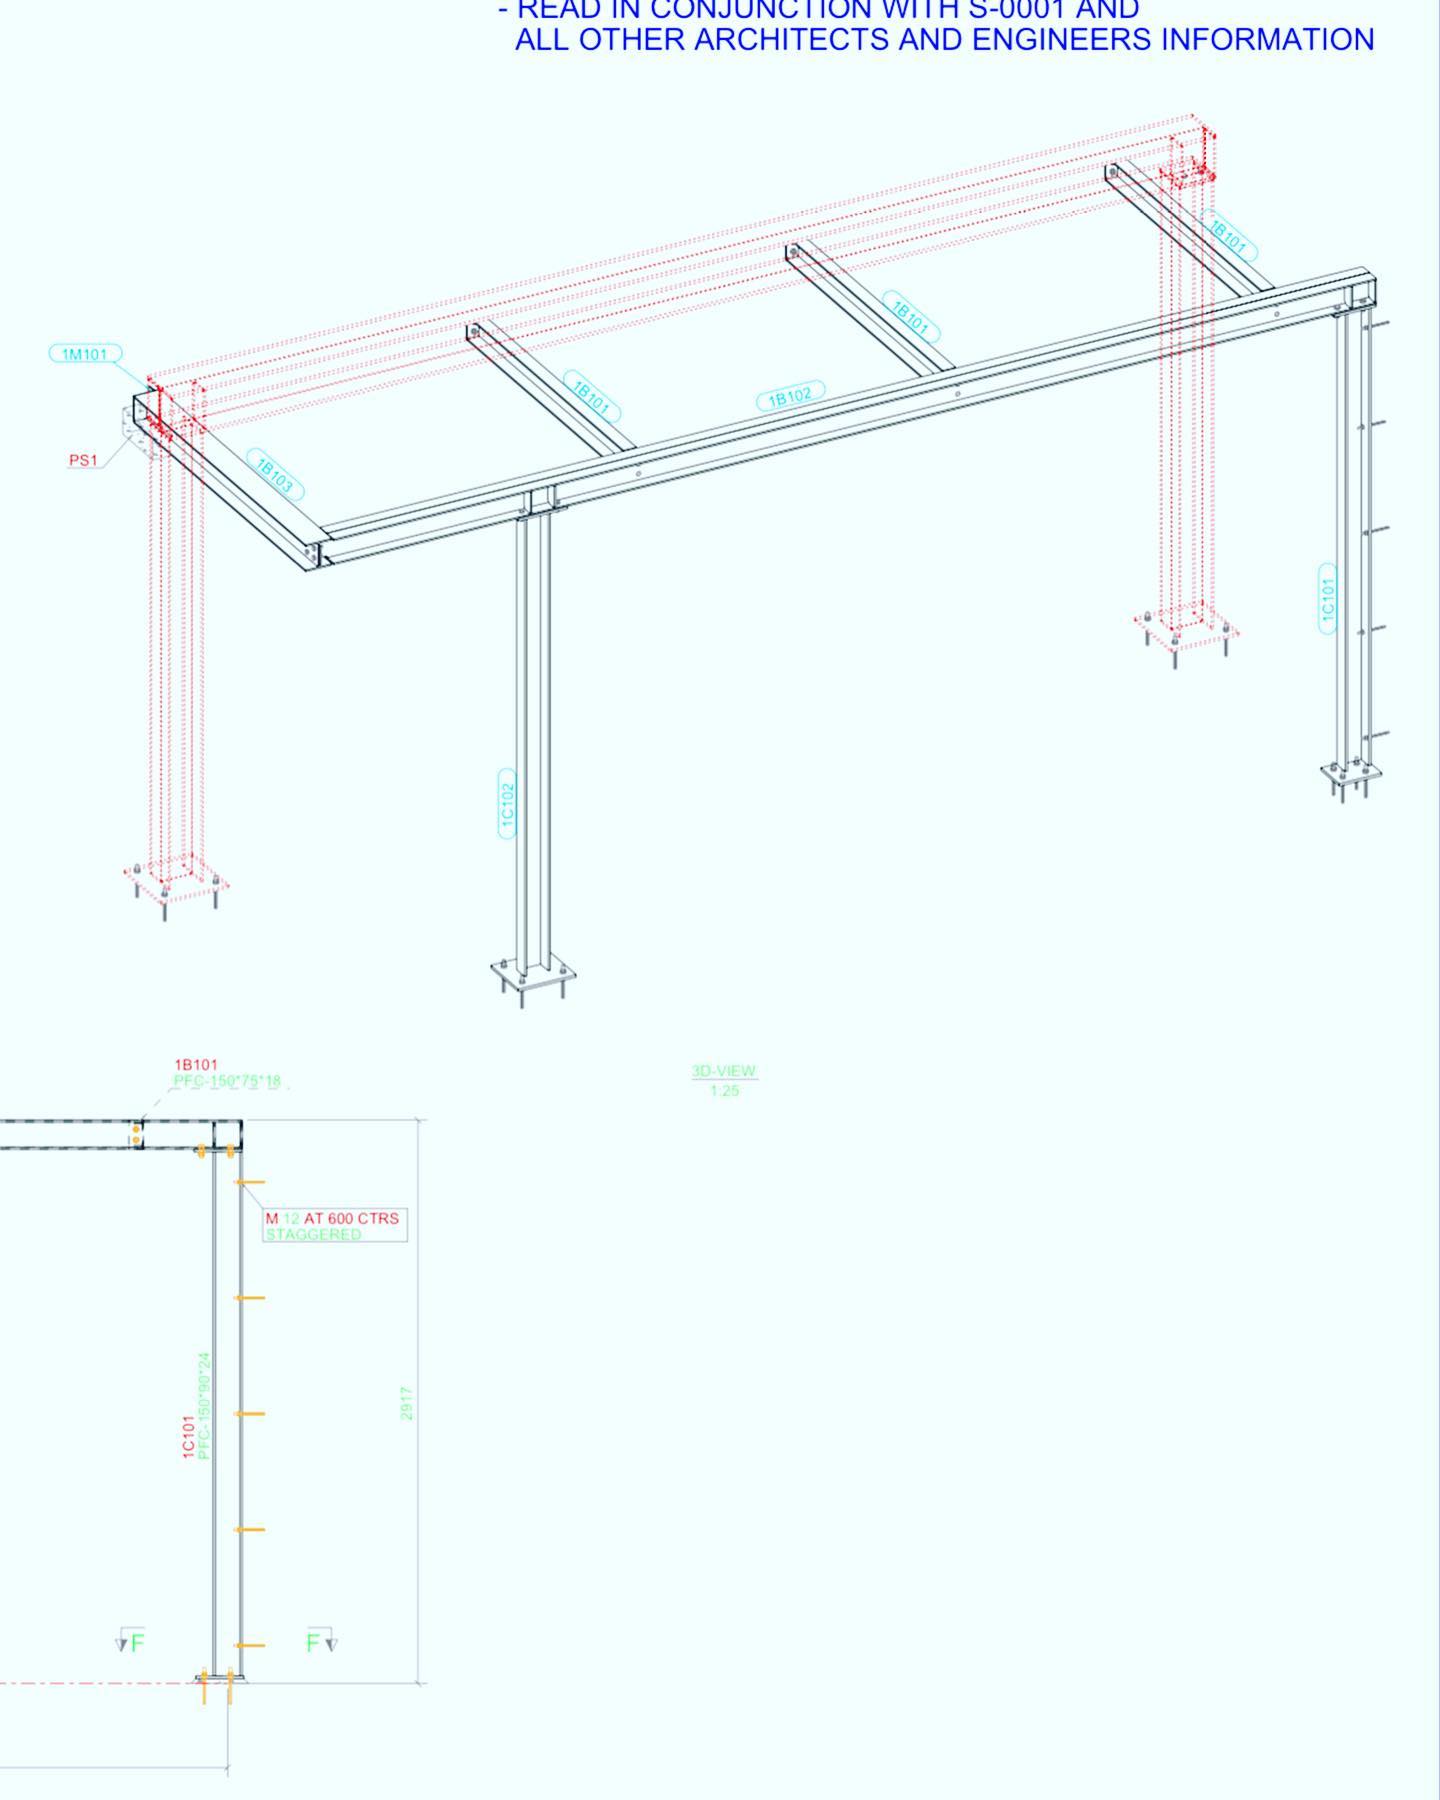 - READ IN CONJUNCTION WITH S-0001 AND
ALL OTHER ARCHITECTS AND ENGINEERS INFORMATION
1B101
1B101
1M101
1B101
1B102
PS1
1B103
1C101
1C102
1B101
PFC-150*75*18
3D-VIEW
1:25
M 12 AT 600 CTRS
STAGGERED
1C101
PFC-150*90*24
2917
F
F